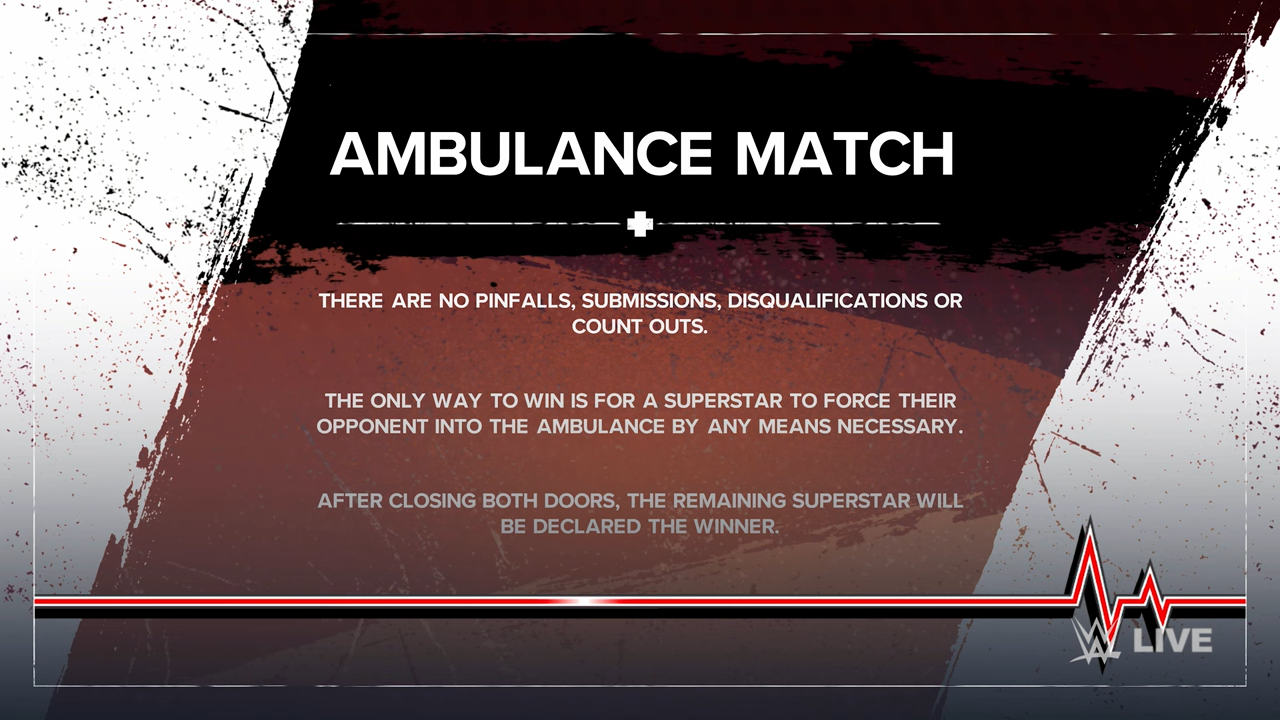 AMBULANCE MATCH
THERE ARE NO PINFALLS, SUBMISSIONS, DISQUALIFICATIONS OR
COUNT OUTS.
THE ONLY WAY TO WIN IS FOR A SUPERSTAR TO FORCE THEIR
OPPONENT INTO THE AMBULANCE BY ANY MEANS NECESSARY.
AFTER CLOSING BOTH DOORS, THE REMAINING SUPERSTAR WILL
BE DECLARED THE WINNER.
W LIVE